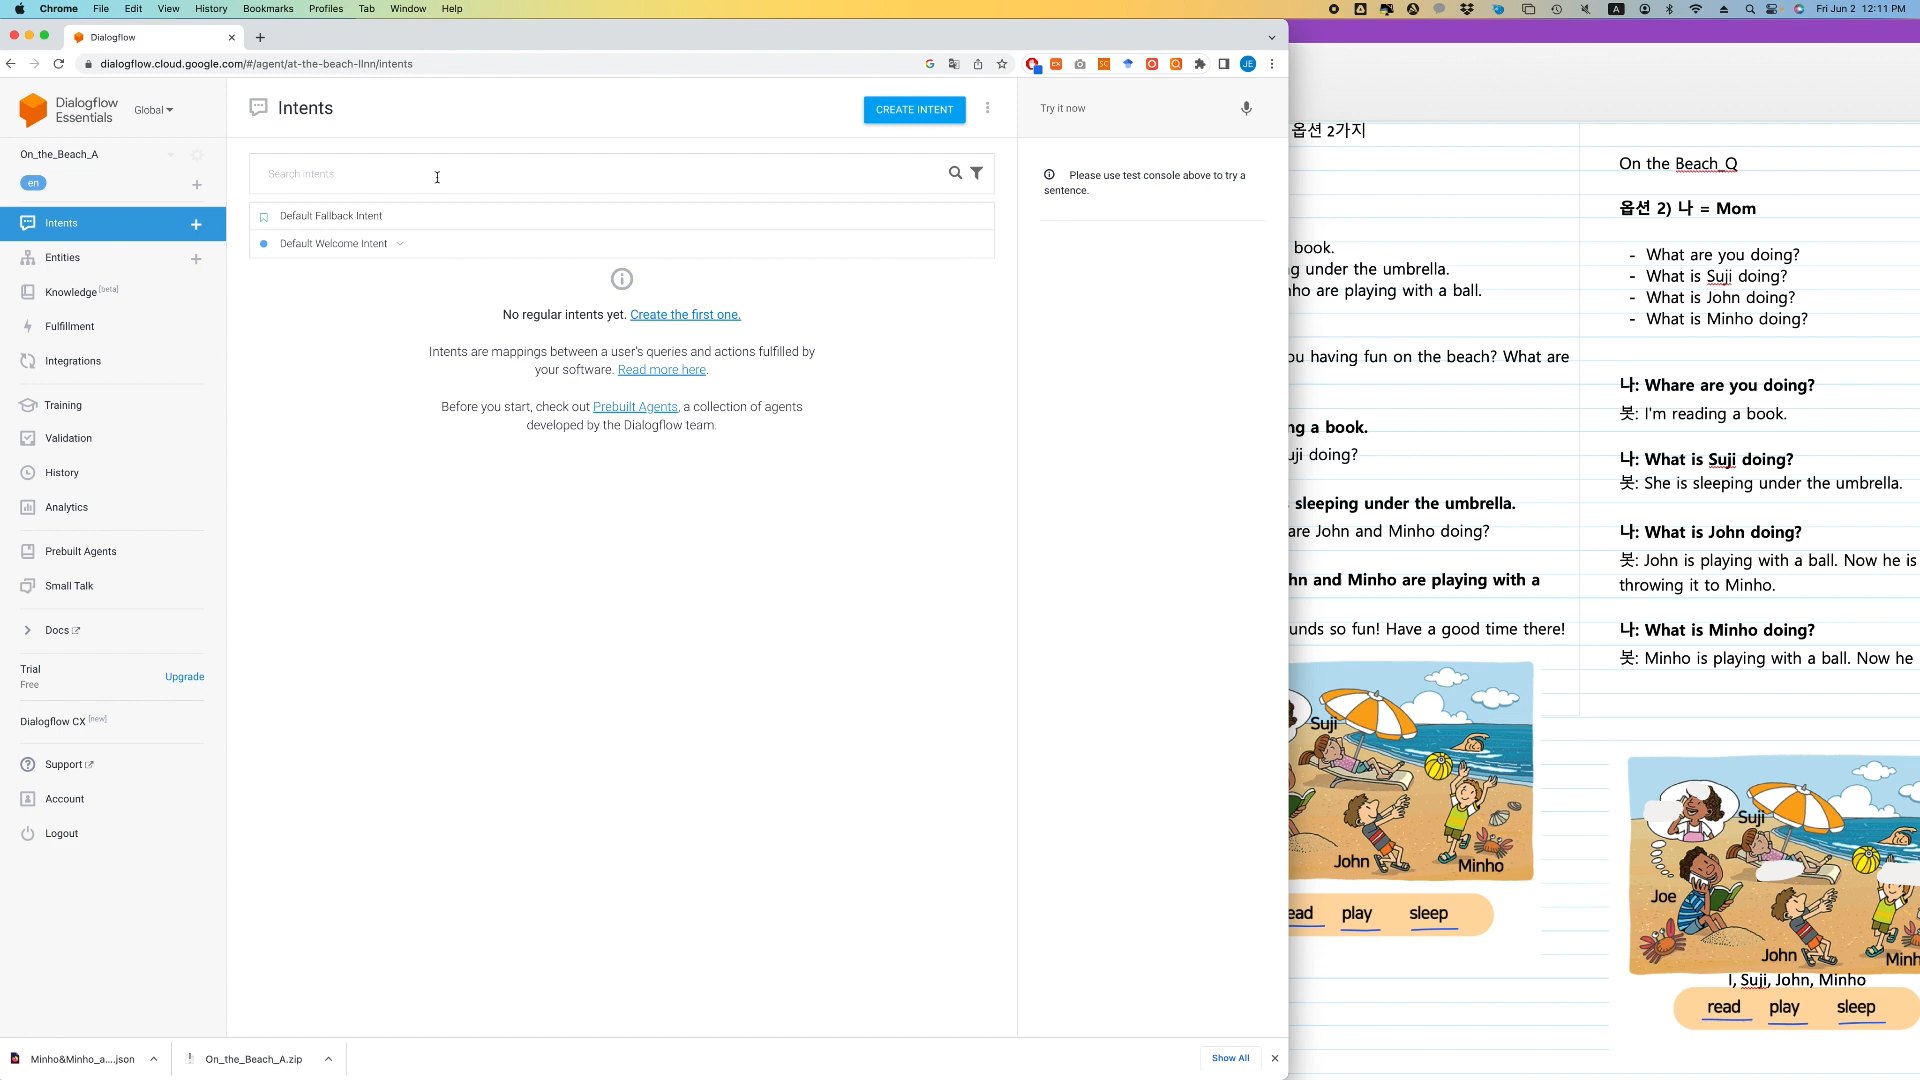 Chrome File Edit View History Bookmarks Profiles Tab Window Help
Fri Jun 2 12:11 PM
Dialogflow
dialogflow.cloud.google.com/#/agent/at-the-beach-llnn/intents
JE
Dialogflow
Essentials
Global
On_the_Beach_A
en
Intents
Entities
Knowledge [beta]
Fulfillment
Integrations
Training
Validation
History
Analytics
Prebuilt Agents
Small Talk
Docs
Trial
Free
Upgrade
Dialogflow CX [new]
Support
Account
Logout
Intents
CREATE INTENT
Search intents
Default Fallback Intent
Default Welcome Intent
No regular intents yet. Create the first one.
Intents are mappings between a user's queries and actions fulfilled by
your software. Read more here.
Before you start, check out Prebuilt Agents, a collection of agents
developed by the Dialogflow team.
Try it now
Please use test console above to try a
sentence.
Minho&Minho_a....json
On_the_Beach_A.zip
Show All
옵션 2가지
book.
g under the umbrella.
nho are playing with a ball.
ou having fun on the beach? What are
ng a book.
uji doing?
sleeping under the umbrella.
are John and Minho doing?
hn and Minho are playing with a
unds so fun! Have a good time there!
Suji
John
Minho
ead play sleep
On the Beach_Q
옵션 2) 나 = Mom
- What are you doing?
- What is Suji doing?
- What is John doing?
- What is Minho doing?
나: Whare are you doing?
봇: I'm reading a book.
나: What is Suji doing?
봇: She is sleeping under the umbrella.
나: What is John doing?
봇: John is playing with a ball. Now he is
throwing it to Minho.
나: What is Minho doing?
봇: Minho is playing with a ball. Now he
Suji
Joe
John
Minh
I, Suji, John, Minho
read play sleep